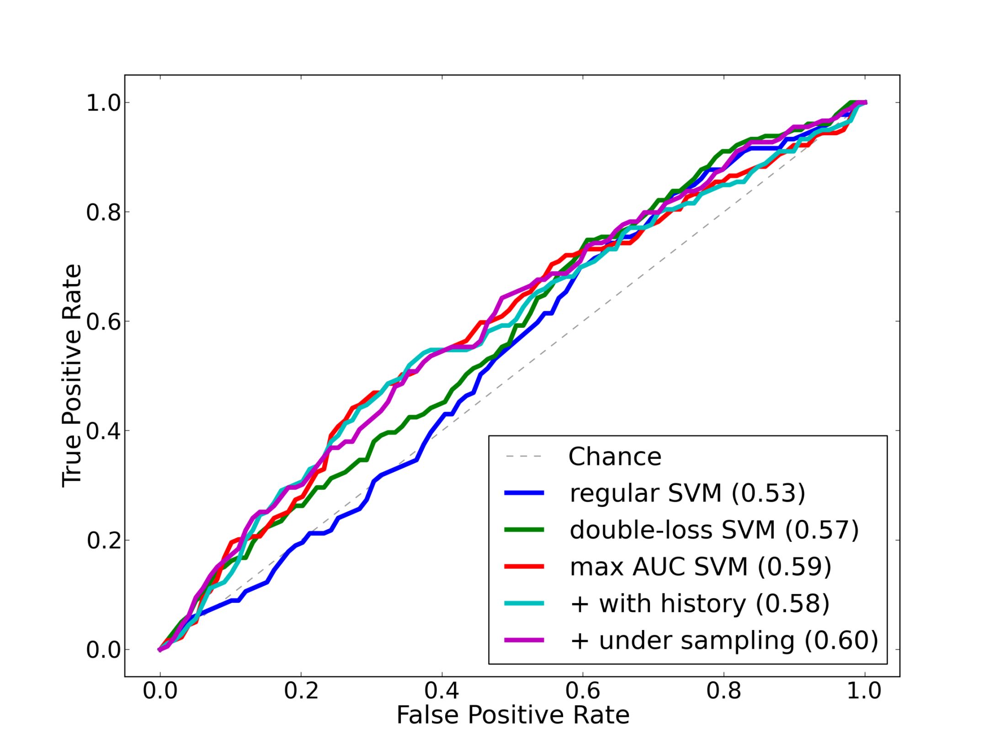 1.0
0.8
0.6
0.4
0.2
0.0
True Positive Rate
Chance
regular SVM (0.53)
double-loss SVM (0.57)
max AUC SVM (0.59)
+ with history (0.58)
+ under sampling (0.60)
0.0 0.2 0.4 0.6 0.8 1.0
False Positive Rate